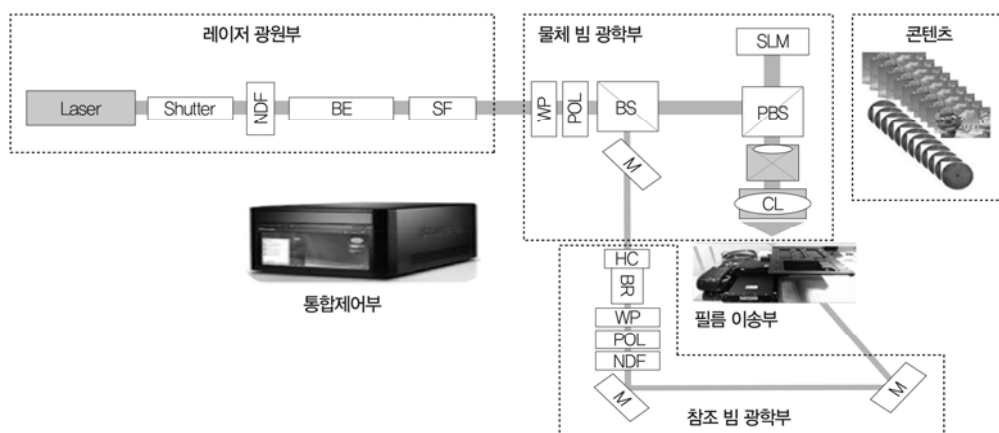 레이저 광원부
Laser
Shutter
NDF
BE
SF
물체 빔 광학부
SLM
WP
POL
BS
PBS
M
CL
콘텐츠
통합제어부
HC
BR
WP
POL
NDF
M
M
필름 이송부
참조 빔 광학부